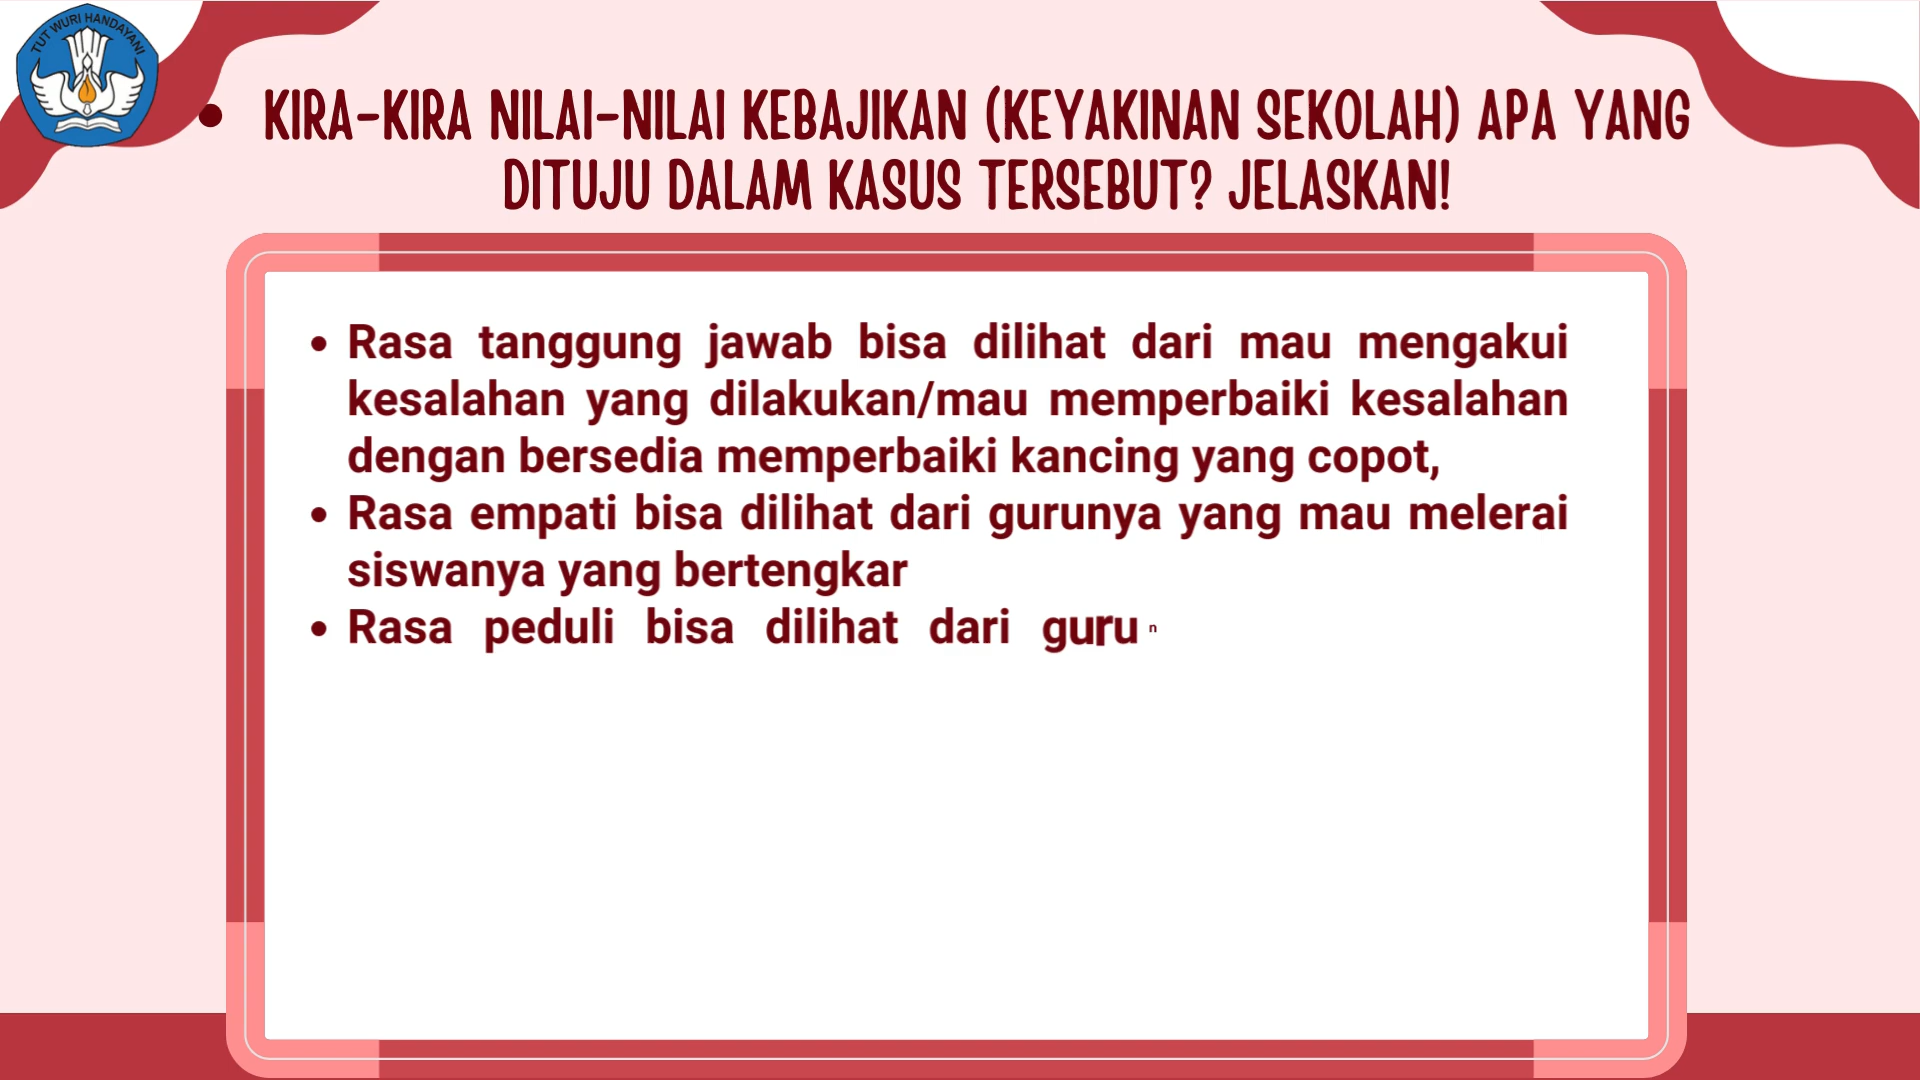 TUT WURI HANDAYANI
• KIRA-KIRA NILAI-NILAI KEBAJIKAN (KEYAKINAN SEKOLAH) APA YANG
DITUJU DALAM KASUS TERSEBUT? JELASKAN!
• Rasa tanggung jawab bisa dilihat dari mau mengakui
kesalahan yang dilakukan/mau memperbaiki kesalahan
dengan bersedia memperbaiki kancing yang copot,
• Rasa empati bisa dilihat dari gurunya yang mau melerai
siswanya yang bertengkar
• Rasa peduli bisa dilihat dari gurun